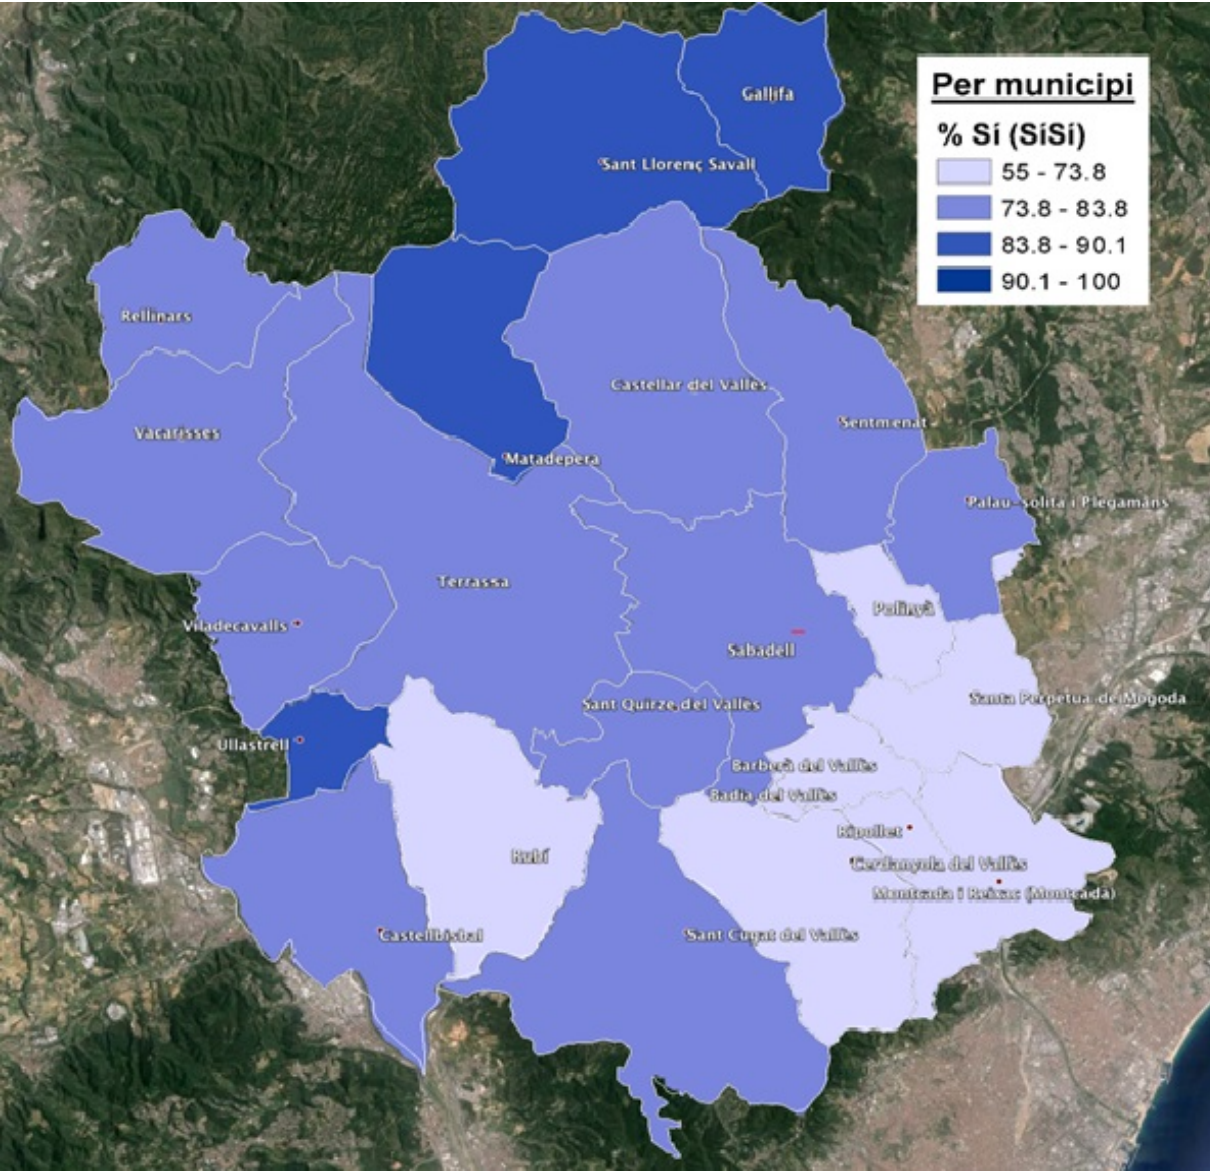 Per municipi
% Sí (SíSí)
55 - 73.8
73.8 - 83.8
83.8 - 90.1
90.1 - 100
Gallifa
Sant Llorenç Savall
Rellinars
Castellar del Vallès
Sentmenat
Vacarisses
Matadepera
Palau-solita i Plegamans
Terrassa
Polinyà
Viladecavalls
Sabadell
Santa Perpetua de Mogoda
Sant Quirze del Vallès
Ullastrell
Barberà del Vallès
Badia del Vallès
Ripollet
Rubí
Cerdanyola del Vallès
Montcada i Reixac (Montcada)
Castellbisbal
Sant Cugat del Vallès